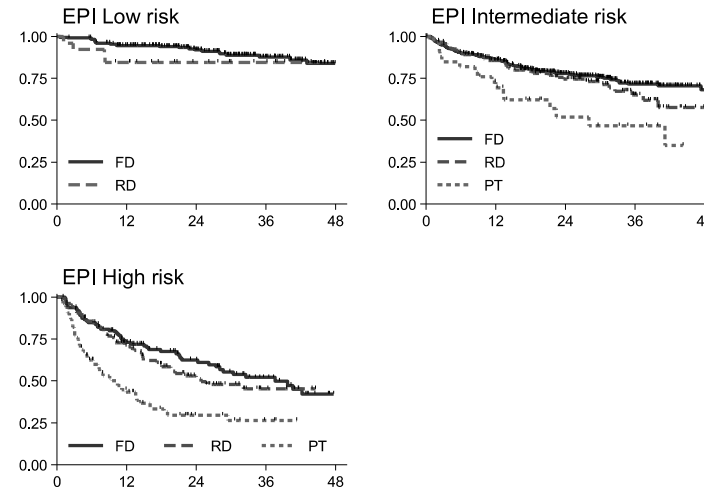 EPI Low risk
1.00
0.75
0.50
0.25
0.00
FD
RD
0 12 24 36 48
EPI Intermediate risk
1.00
0.75
0.50
0.25
0.00
FD
RD
PT
0 12 24 36
EPI High risk
1.00
0.75
0.50
0.25
0.00
FD RD PT
0 12 24 36 48